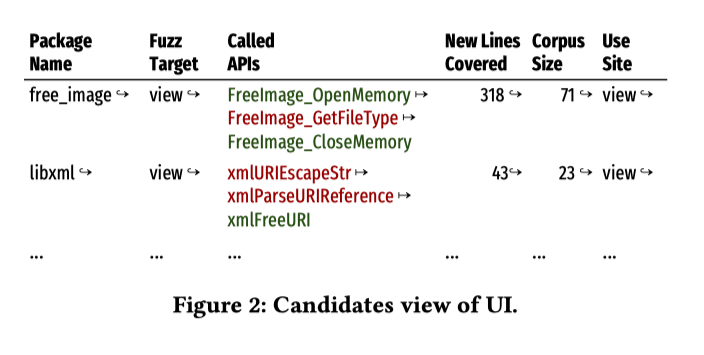 Package Name Fuzz Target Called APIs New Lines Covered Corpus Size Use Site
free_image ↪ view ↪ FreeImage_OpenMemory ↦ 318 ↪ 71 ↪ view ↪
FreeImage_GetFileType ↦
FreeImage_CloseMemory
libxml ↪ view ↪ xmlURIEscapeStr ↦ 43 ↪ 23 ↪ view ↪
xmlParseURIReference ↦
xmlFreeURI
... ... ... ... ... ...
Figure 2: Candidates view of UI.